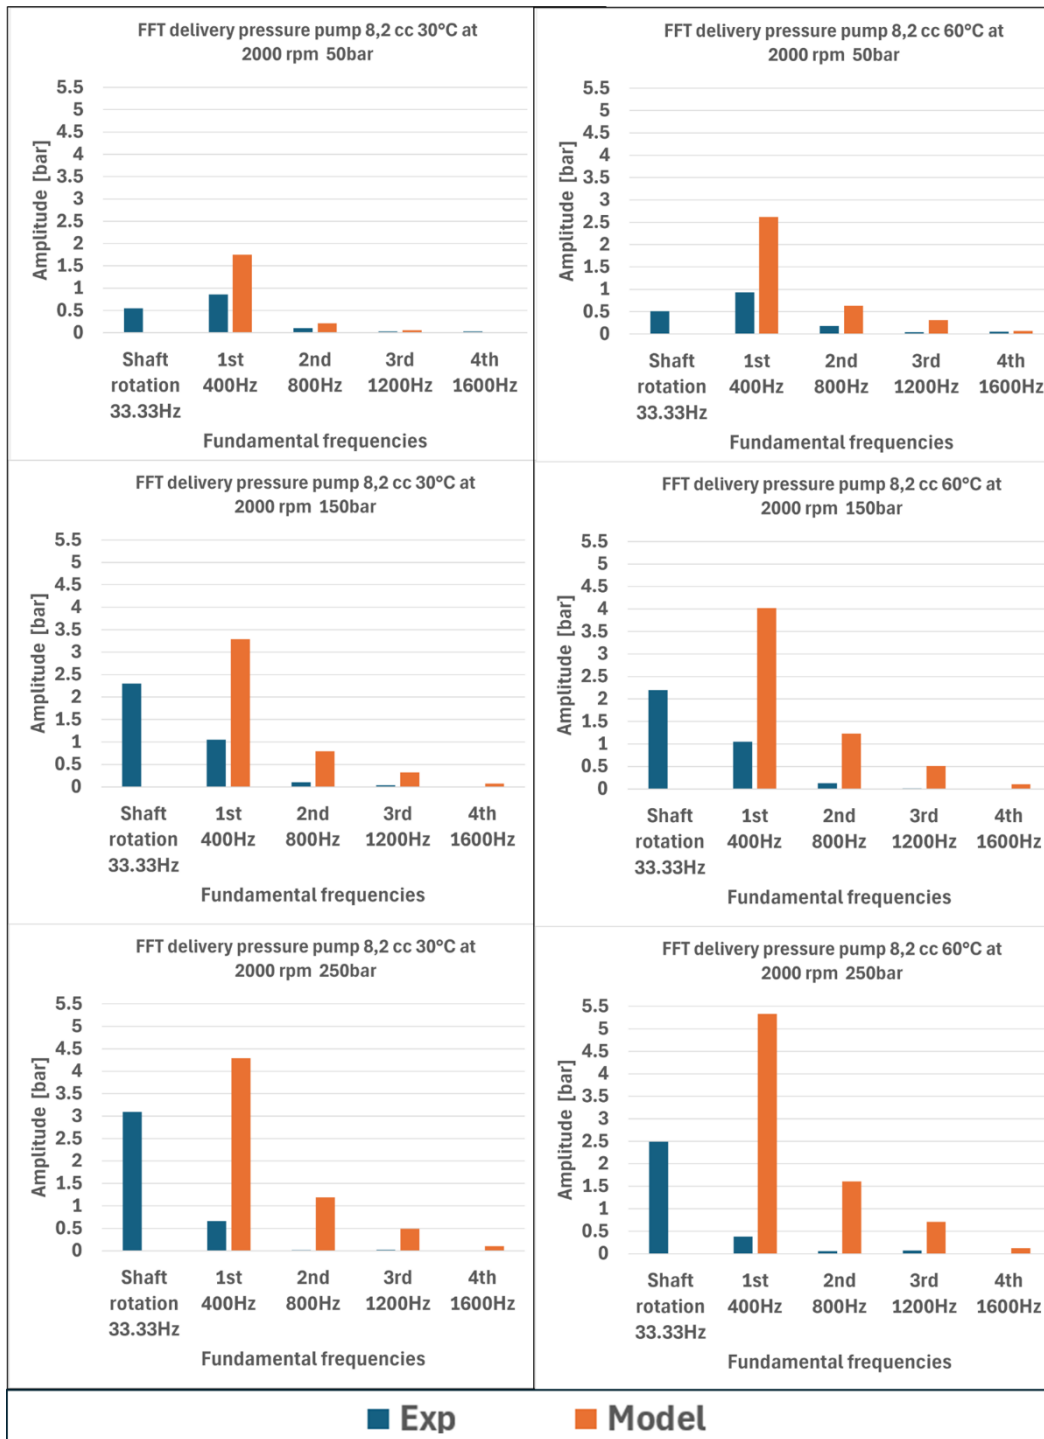 FFT delivery pressure pump 8,2 cc 30°C at
2000 rpm 50bar
5.5
5
4.5
4
3.5
3
2.5
2
1.5
1
0.5
0
Amplitude [bar]
Shaft 1st 2nd 3rd 4th
rotation 400Hz 800Hz 1200Hz 1600Hz
33.33Hz
Fundamental frequencies
FFT delivery pressure pump 8,2 cc 60°C at
2000 rpm 50bar
5.5
5
4.5
4
3.5
3
2.5
2
1.5
1
0.5
0
Amplitude [bar]
Shaft 1st 2nd 3rd 4th
rotation 400Hz 800Hz 1200Hz 1600Hz
33.33Hz
Fundamental frequencies
FFT delivery pressure pump 8,2 cc 30°C at
2000 rpm 150bar
5.5
5
4.5
4
3.5
3
2.5
2
1.5
1
0.5
0
Amplitude [bar]
Shaft 1st 2nd 3rd 4th
rotation 400Hz 800Hz 1200Hz 1600Hz
33.33Hz
Fundamental frequencies
FFT delivery pressure pump 8,2 cc 60°C at
2000 rpm 150bar
5.5
5
4.5
4
3.5
3
2.5
2
1.5
1
0.5
0
Amplitude [bar]
Shaft 1st 2nd 3rd 4th
rotation 400Hz 800Hz 1200Hz 1600Hz
33.33Hz
Fundamental frequencies
FFT delivery pressure pump 8,2 cc 30°C at
2000 rpm 250bar
5.5
5
4.5
4
3.5
3
2.5
2
1.5
1
0.5
0
Amplitude [bar]
Shaft 1st 2nd 3rd 4th
rotation 400Hz 800Hz 1200Hz 1600Hz
33.33Hz
Fundamental frequencies
FFT delivery pressure pump 8,2 cc 60°C at
2000 rpm 250bar
5.5
5
4.5
4
3.5
3
2.5
2
1.5
1
0.5
0
Amplitude [bar]
Shaft 1st 2nd 3rd 4th
rotation 400Hz 800Hz 1200Hz 1600Hz
33.33Hz
Fundamental frequencies
Exp Model